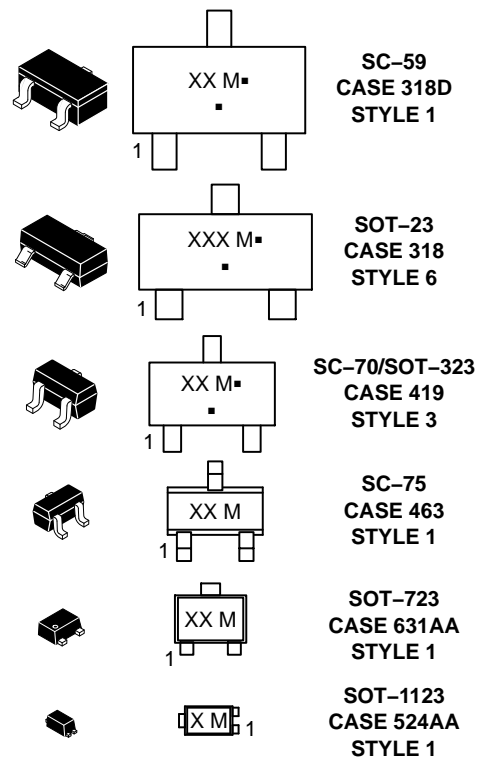 XX M▪
▪
1
SC–59
CASE 318D
STYLE 1
XXX M▪
▪
1
SOT–23
CASE 318
STYLE 6
XX M▪
▪
1
SC–70/SOT–323
CASE 419
STYLE 3
XX M
1
SC–75
CASE 463
STYLE 1
XX M
1
SOT–723
CASE 631AA
STYLE 1
X M
1
SOT–1123
CASE 524AA
STYLE 1